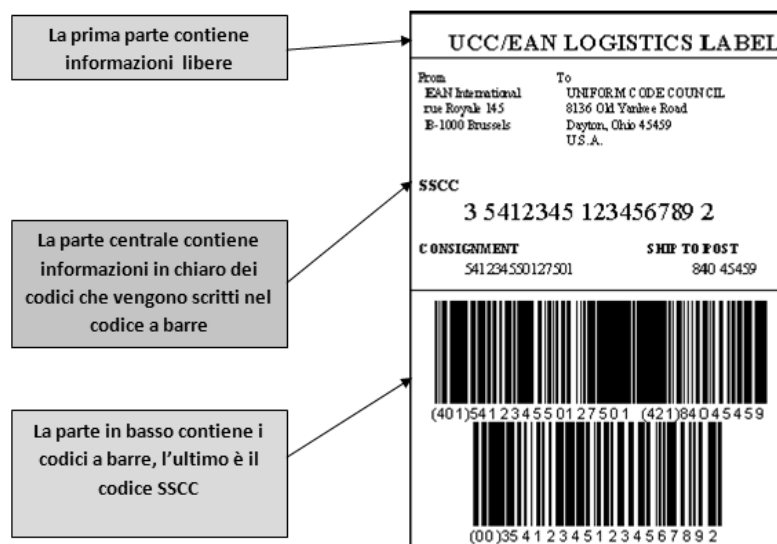 La prima parte contiene
informazioni libere
La parte centrale contiene
informazioni in chiaro dei
codici che vengono scritti nel
codice a barre
La parte in basso contiene i
codici a barre, l'ultimo è il
codice SSCC
UCC/EAN LOGISTICS LABEL
From
EAN International
rue Royale 145
B-1000 Brussels
To
UNIFORM CODE COUNCIL
8136 Old Yankee Road
Dayton, Ohio 45459
U.S.A.
SSCC
3 5412345 123456789 2
CONSIGNMENT
541234550127501
SHIP TO POST
840 45459
(401)541234550127501 (421)84045459
(00)354123451234567892